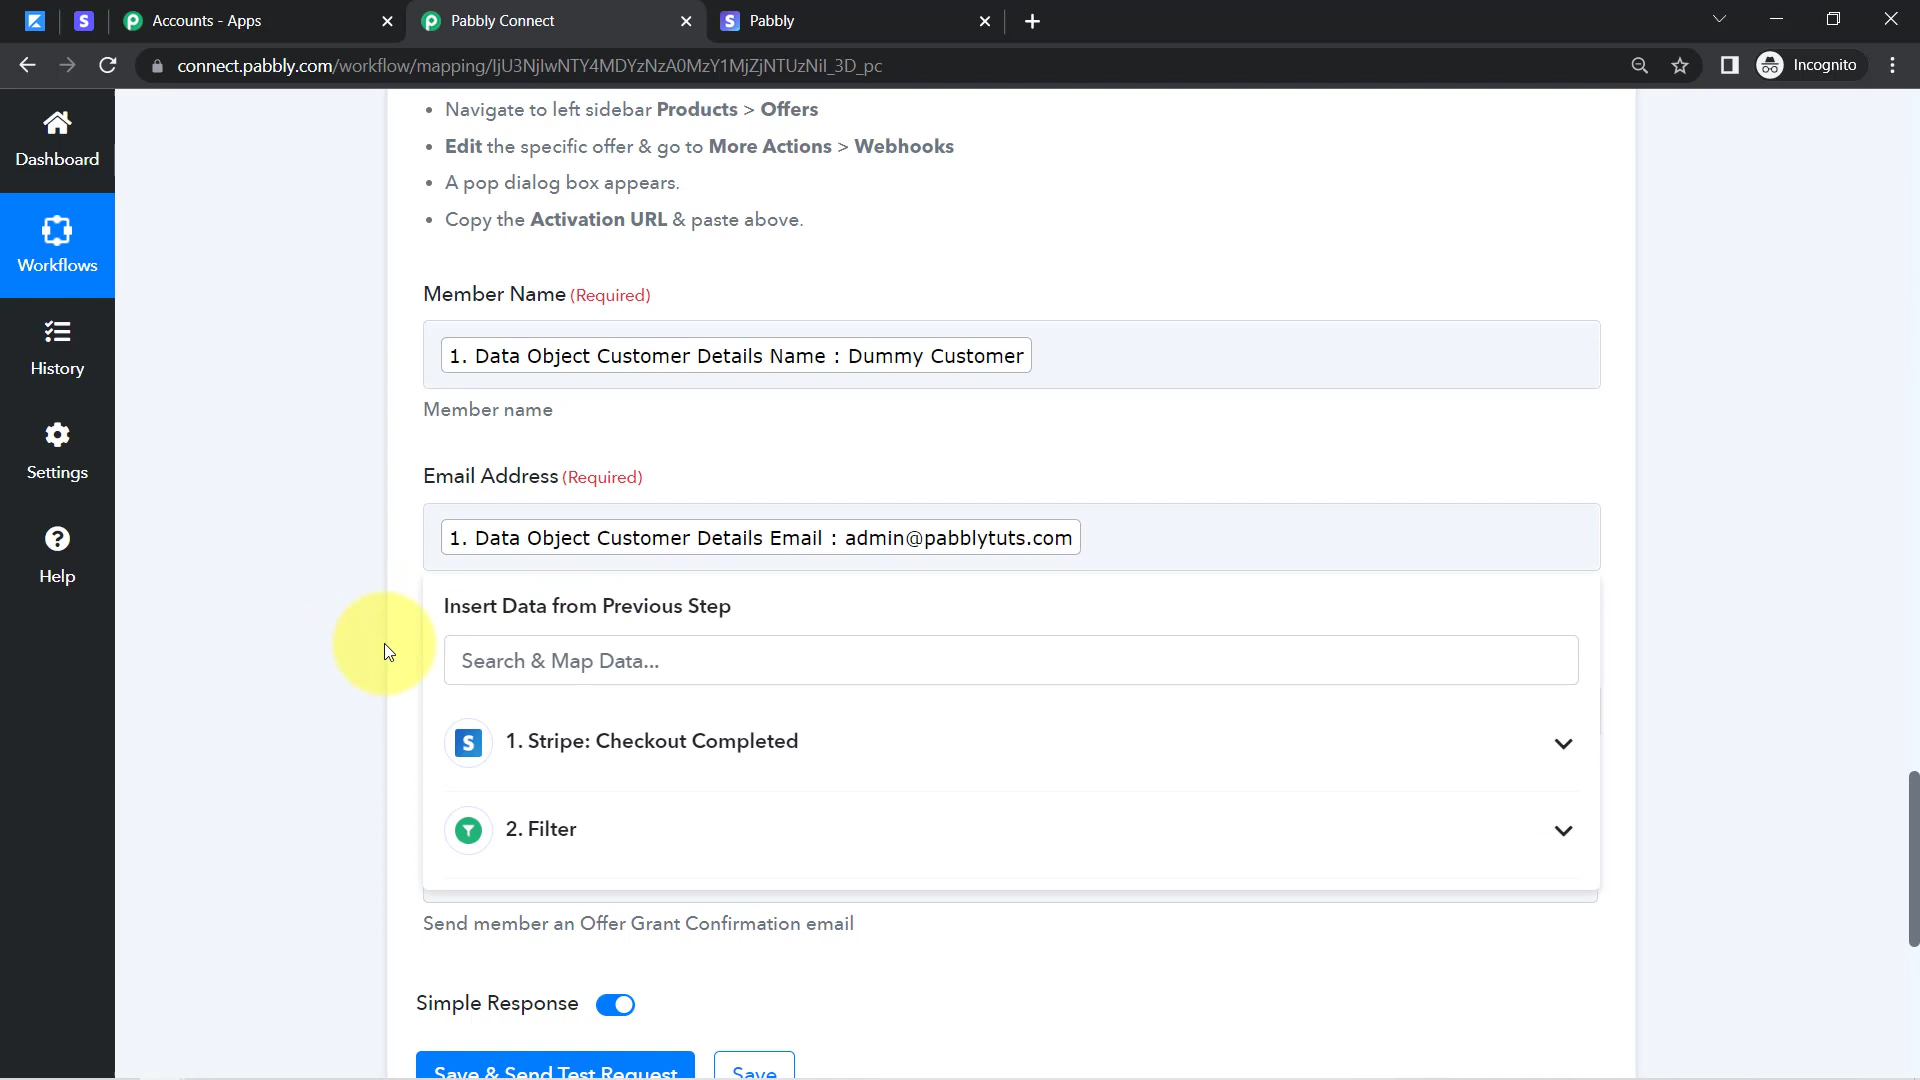 Accounts - Apps
Pabbly Connect
Pabbly
connect.pabbly.com/workflow/mapping/IjU3NjIwNTY4MDYzNzA0MzY1MjZjNTUzNiI_3D_pc
Incognito
Dashboard
Workflows
History
Settings
Help
• Navigate to left sidebar Products > Offers
• Edit the specific offer & go to More Actions > Webhooks
• A pop dialog box appears.
• Copy the Activation URL & paste above.
Member Name (Required)
1. Data Object Customer Details Name : Dummy Customer
Member name
Email Address (Required)
1. Data Object Customer Details Email : admin@pabblytuts.com
Insert Data from Previous Step
Search & Map Data...
1. Stripe: Checkout Completed
2. Filter
Send member an Offer Grant Confirmation email
Simple Response
Save & Send Test Request
Save